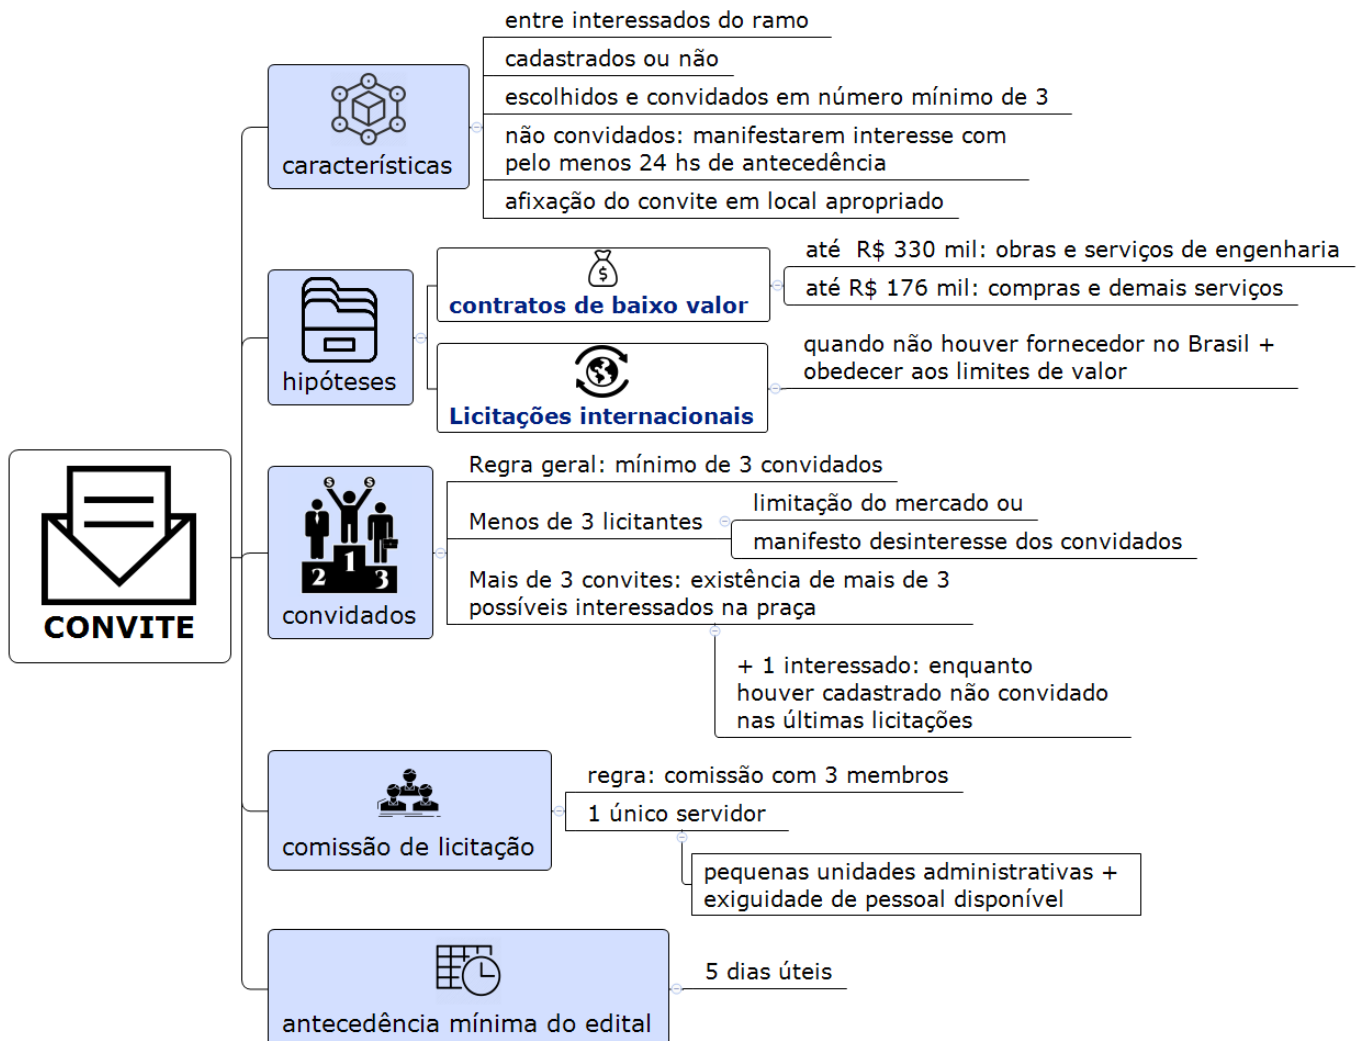 CONVITE
características
entre interessados do ramo
cadastrados ou não
escolhidos e convidados em número mínimo de 3
não convidados: manifestarem interesse com
pelo menos 24 hs de antecedência
afixação do convite em local apropriado
hipóteses
$
contratos de baixo valor
até  R$ 330 mil: obras e serviços de engenharia
até R$ 176 mil: compras e demais serviços
Licitações internacionais
quando não houver fornecedor no Brasil +
obedecer aos limites de valor
$ $
2 1 3
convidados
Regra geral: mínimo de 3 convidados
Menos de 3 licitantes
limitação do mercado ou
manifesto desinteresse dos convidados
Mais de 3 convites: existência de mais de 3
possíveis interessados na praça
+ 1 interessado: enquanto
houver cadastrado não convidado
nas últimas licitações
comissão de licitação
regra: comissão com 3 membros
1 único servidor
pequenas unidades administrativas +
exiguidade de pessoal disponível
antecedência mínima do edital
5 dias úteis